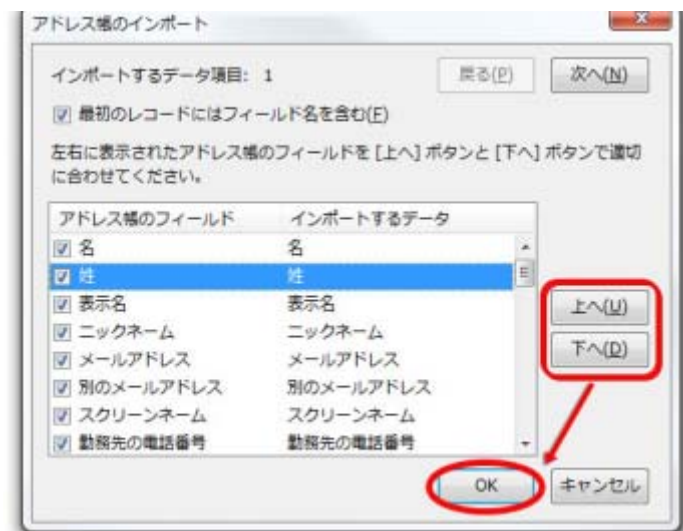 アドレス帳のインポート
インポートするデータ項目: 1
戻る(P)
次へ(N)
最初のレコードにはフィールド名を含む(F)
左右に表示されたアドレス帳のフィールドを [上へ] ボタンと [下へ] ボタンで適切
に合わせてください。
アドレス帳のフィールド インポートするデータ
名 名
姓 姓
表示名 表示名
ニックネーム ニックネーム
メールアドレス メールアドレス
別のメールアドレス 別のメールアドレス
スクリーンネーム スクリーンネーム
勤務先の電話番号 勤務先の電話番号
上へ(U)
下へ(D)
OK
キャンセル